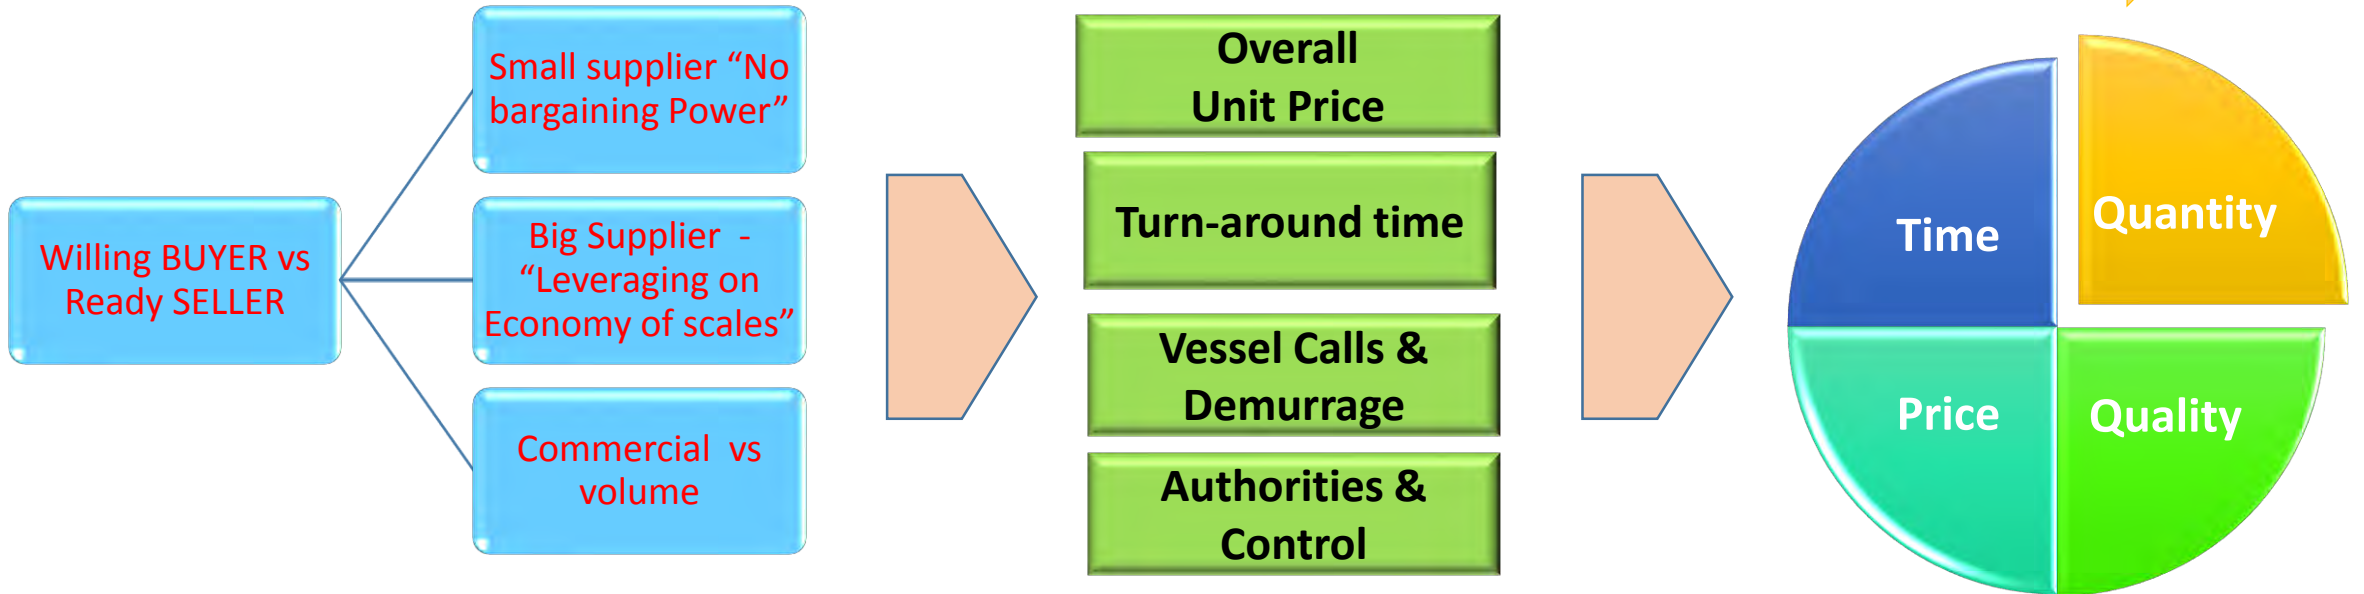 Willing BUYER vs
Ready SELLER
Small supplier “No
bargaining Power”
Big Supplier -
“Leveraging on
Economy of scales”
Commercial vs
volume
Overall
Unit Price
Turn-around time
Vessel Calls &
Demurrage
Authorities &
Control
Time
Quantity
Price
Quality